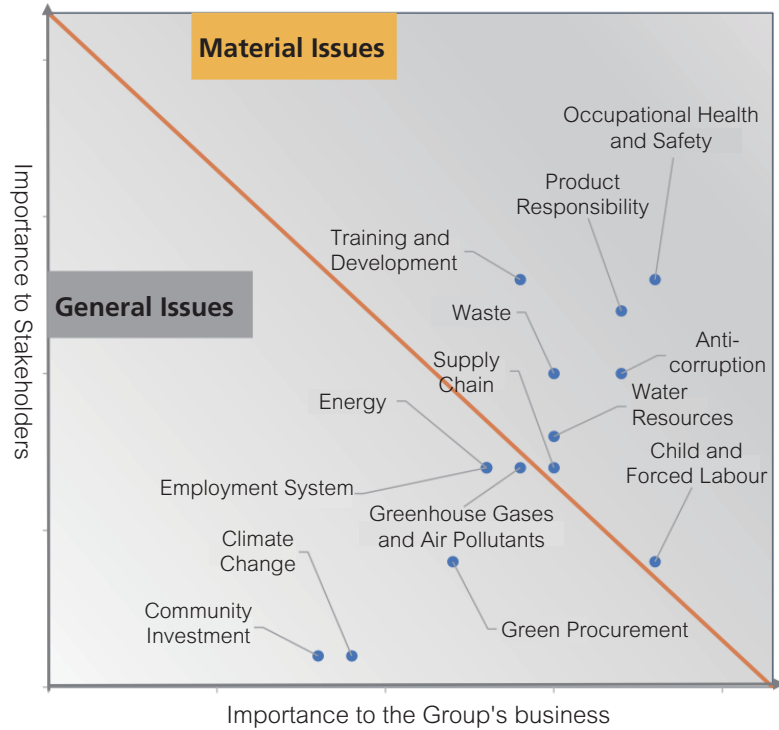 Material Issues
Occupational Health
and Safety
Product
Responsibility
Training and
Development
General Issues
Waste
Anti-
corruption
Supply
Chain
Water
Resources
Energy
Child and
Forced Labour
Employment System
Greenhouse Gases
and Air Pollutants
Climate
Change
Community
Investment
Green Procurement
Importance to Stakeholders
Importance to the Group's business